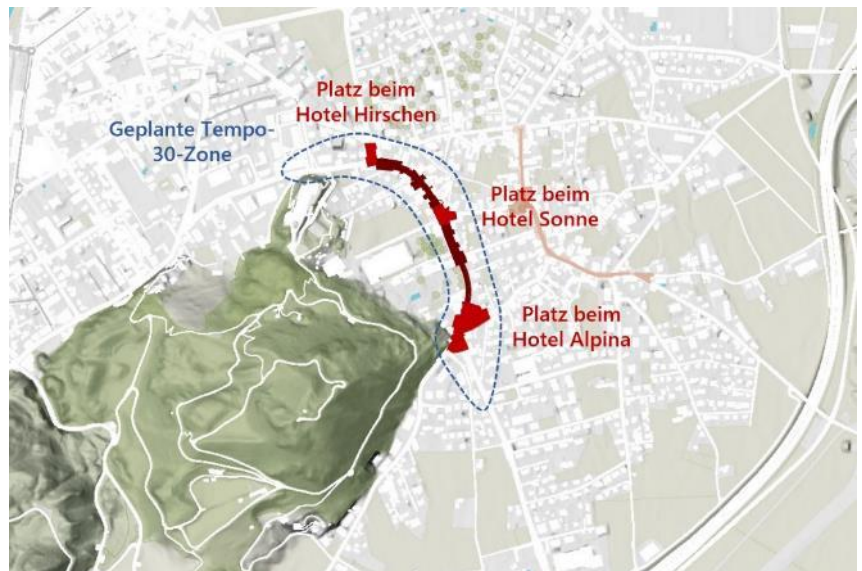 Platz beim
Hotel Hirschen
Geplante Tempo-
30-Zone
Platz beim
Hotel Sonne
Platz beim
Hotel Alpina